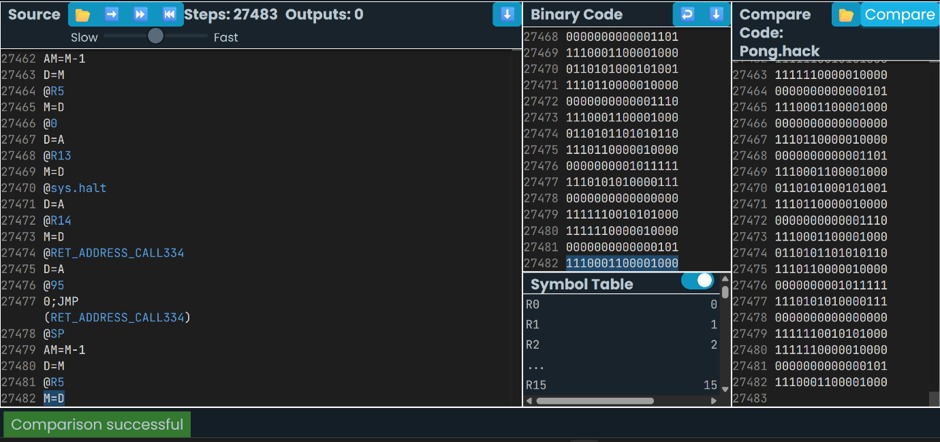 Source Steps: 27483 Outputs: 0
Slow Fast
27462 AM=M-1
27463 D=M
27464 @R5
27465 M=D
27466 @0
27467 D=A
27468 @R13
27469 M=D
27470 @sys.halt
27471 D=A
27472 @R14
27473 M=D
27474 @RET_ADDRESS_CALL334
27475 D=A
27476 @95
27477 0;JMP
(RET_ADDRESS_CALL334)
27478 @SP
27479 AM=M-1
27480 D=M
27481 @R5
27482 M=D
Binary Code
27468 0000000000001101
27469 1110001100001000
27470 0110101000101001
27471 1110110000010000
27472 0000000000001110
27473 1110001100001000
27474 0110101101010110
27475 1110110000010000
27476 0000000001011111
27477 1110101010000111
27478 0000000000000000
27479 1111110010101000
27480 1111110000010000
27481 0000000000000101
27482 1110001100001000
Symbol Table
R0 0
R1 1
R2 2
...
R15 15
Compare
Code:
Pong.hack
Compare
27463 1111110000010000
27464 0000000000000101
27465 1110001100001000
27466 0000000000000000
27467 1110110000010000
27468 0000000000001101
27469 1110001100001000
27470 0110101000101001
27471 1110110000010000
27472 0000000000001110
27473 1110001100001000
27474 0110101101010110
27475 1110110000010000
27476 0000000001011111
27477 1110101010000111
27478 0000000000000000
27479 1111110010101000
27480 1111110000010000
27481 0000000000000101
27482 1110001100001000
27483
Comparison successful